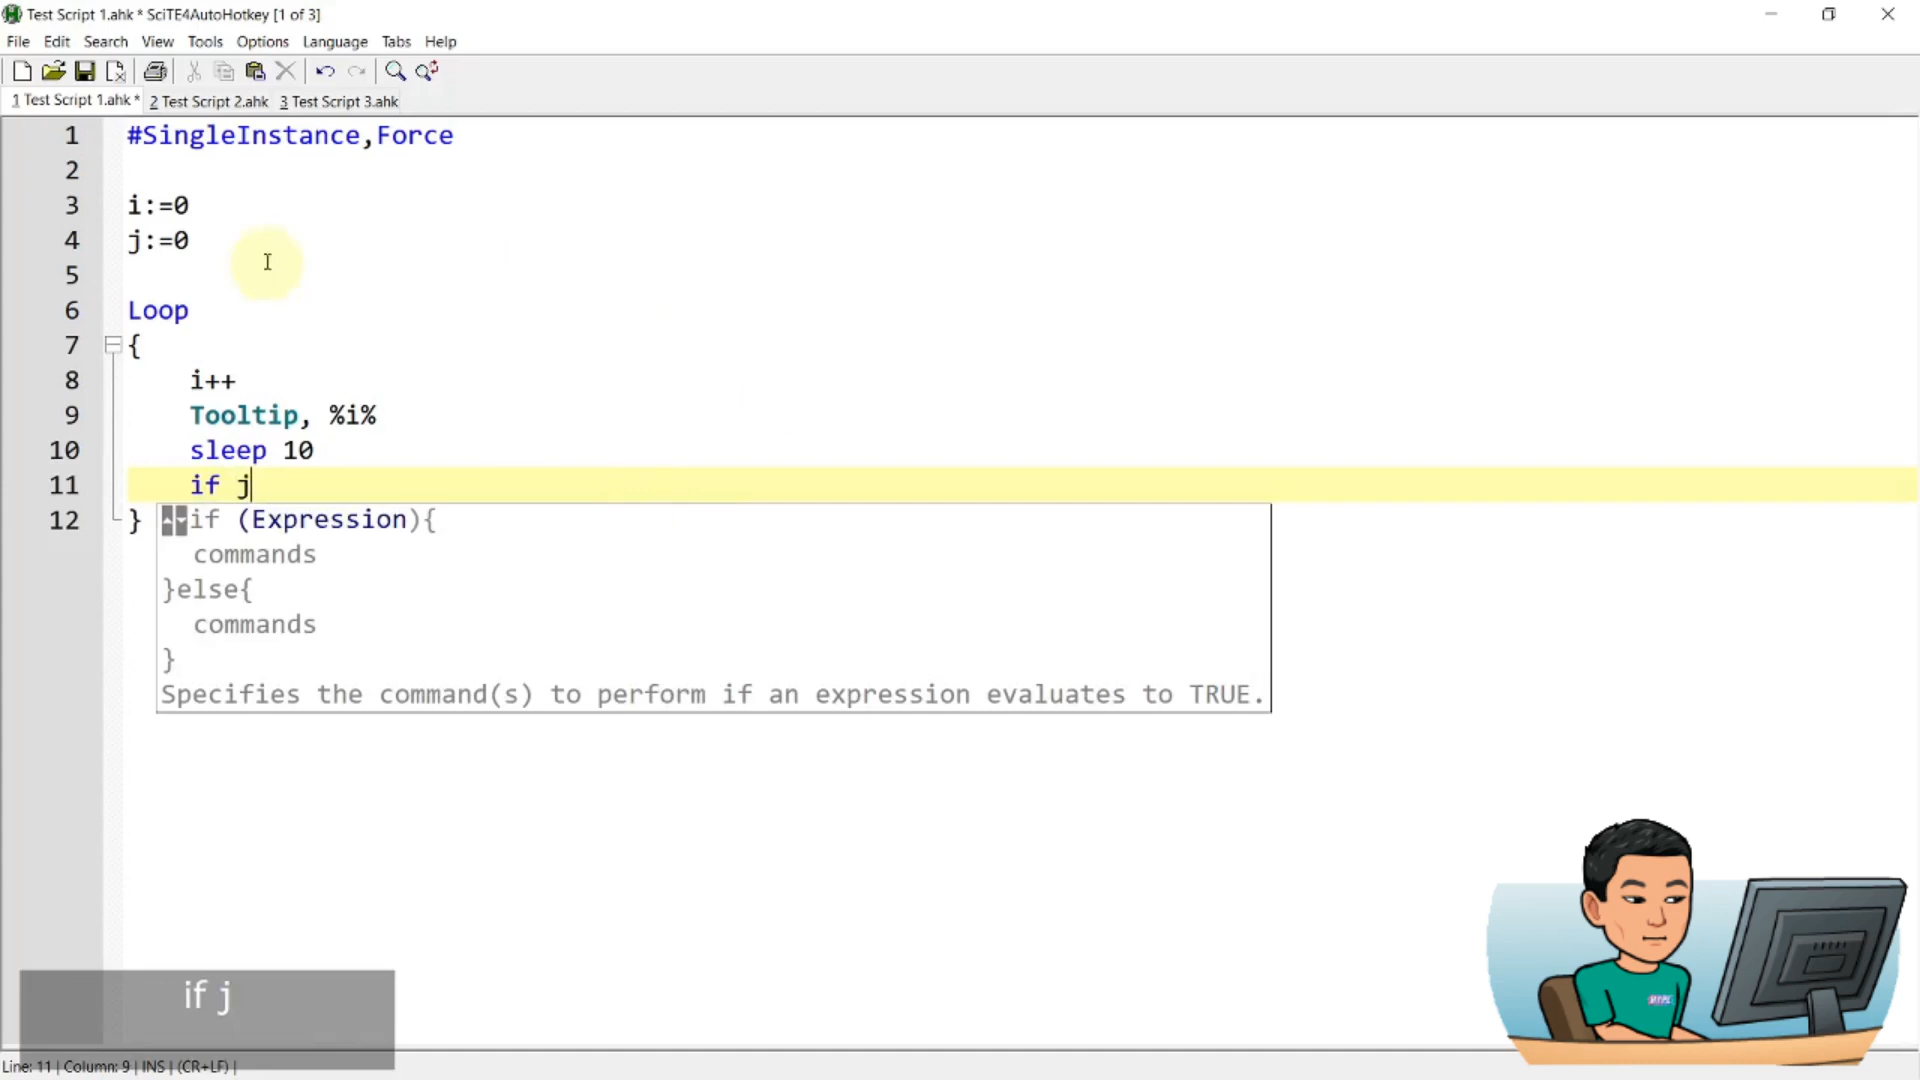 Test Script 1.ahk * SciTE4AutoHotkey [1 of 3]
File Edit Search View Tools Options Language Tabs Help
1 Test Script 1.ahk * 2 Test Script 2.ahk 3 Test Script 3.ahk
1 #SingleInstance,Force
2
3 i:=0
4 j:=0
5
6 Loop
7 {
8 i++
9 Tooltip, %i%
10 sleep 10
11 if j
12 } if (Expression){
commands
}else{
commands
}
Specifies the command(s) to perform if an expression evaluates to TRUE.
if j
Line: 11 | Column: 9 | INS | (CR+LF) |